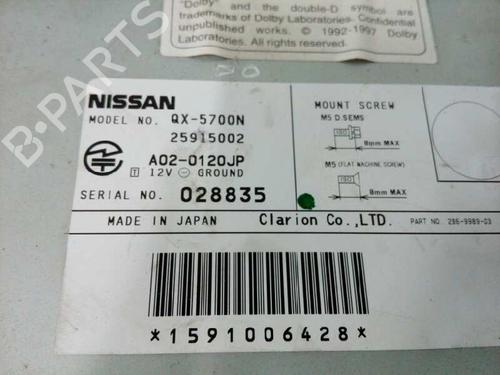 "Dolby" and the double-D symbol are
trademarks of Dolby Laboratories. Confidential
unpublished works. © 1992-1997 Dolby
Laboratories. All rights reserved.
NISSAN
MODEL NO. QX-5700N
25915002
A02-0120JP
T 12V ⊖ GROUND
SERIAL NO. 028835
MOUNT SCREW
M5 D.SEMS
ISO
8mm MAX
M5 (FLAT MACHINE SCREW)
ISO
8mm MAX
MADE IN JAPAN
Clarion Co.,LTD.
PART NO. 286-9989-03
*1591006428*
B-PARTS